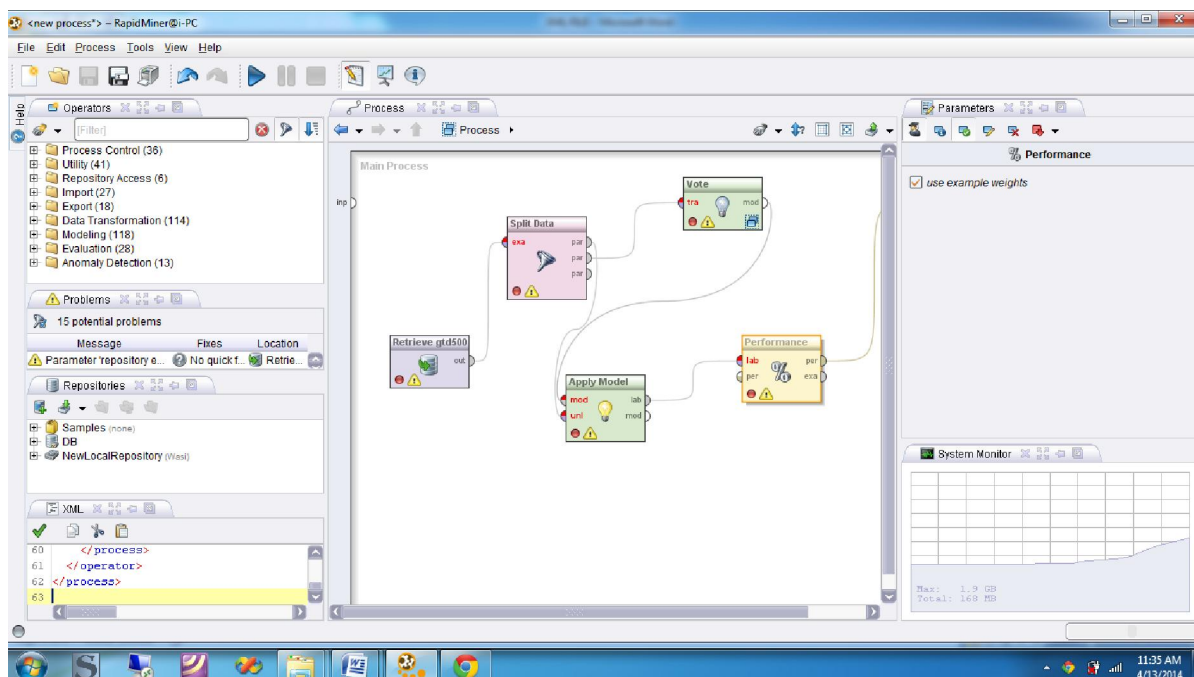 <new process*> – RapidMiner@i-PC
File Edit Process Tools View Help
Help
Operators
[Filter]
Process Control (36)
Utility (41)
Repository Access (6)
Import (27)
Export (18)
Data Transformation (114)
Modeling (118)
Evaluation (28)
Anomaly Detection (13)
Problems
15 potential problems
Message Fixes Location
Parameter 'repository e... No quick f... Retrie...
Repositories
Samples (none)
DB
NewLocalRepository (Wasi)
XML
60 </process>
61 </operator>
62 </process>
63
Process
Process
Main Process
inp
Retrieve gtd500
out
Split Data
exa par
par
par
Vote
tra mod
Apply Model
mod lab
unl mod
Performance
lab per
per exa
Parameters
Performance
use example weights
System Monitor
Max: 1.9 GB
Total: 168 MB
11:35 AM
4/13/2014